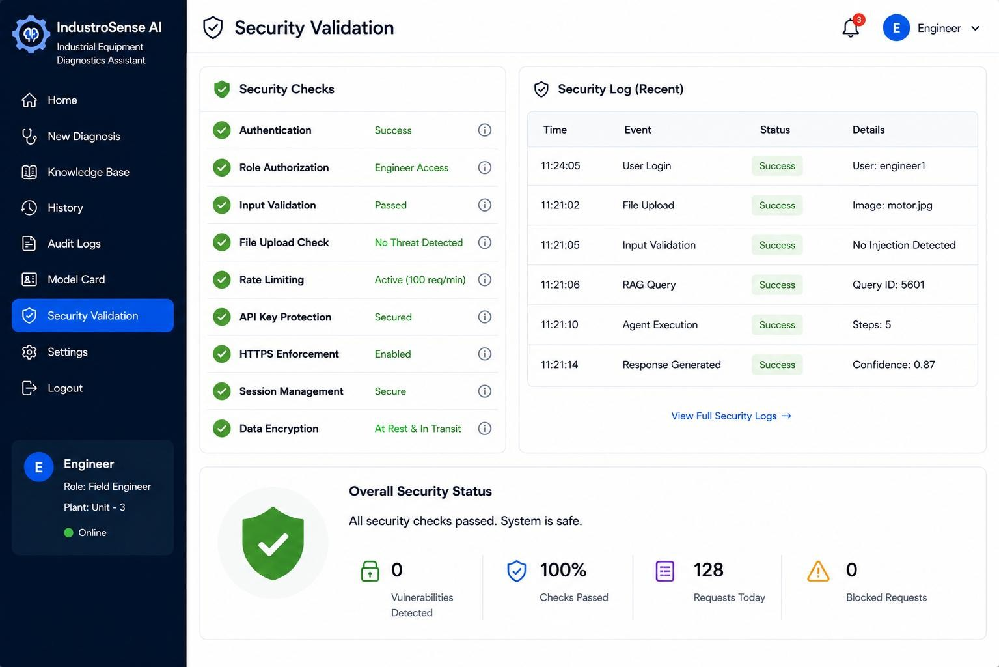 IndustroSense AI
Industrial Equipment
Diagnostics Assistant
Home
New Diagnosis
Knowledge Base
History
Audit Logs
Model Card
Security Validation
Settings
Logout
E
Engineer
Role: Field Engineer
Plant: Unit - 3
Online
Security Validation
3
E
Engineer
Security Checks
Authentication Success
Role Authorization Engineer Access
Input Validation Passed
File Upload Check No Threat Detected
Rate Limiting Active (100 req/min)
API Key Protection Secured
HTTPS Enforcement Enabled
Session Management Secure
Data Encryption At Rest & In Transit
Security Log (Recent)
Time Event Status Details
11:24:05 User Login Success User: engineer1
11:21:02 File Upload Success Image: motor.jpg
11:21:05 Input Validation Success No Injection Detected
11:21:06 RAG Query Success Query ID: 5601
11:21:10 Agent Execution Success Steps: 5
11:21:14 Response Generated Success Confidence: 0.87
View Full Security Logs →
Overall Security Status
All security checks passed. System is safe.
0
Vulnerabilities
Detected
100%
Checks Passed
128
Requests Today
0
Blocked Requests